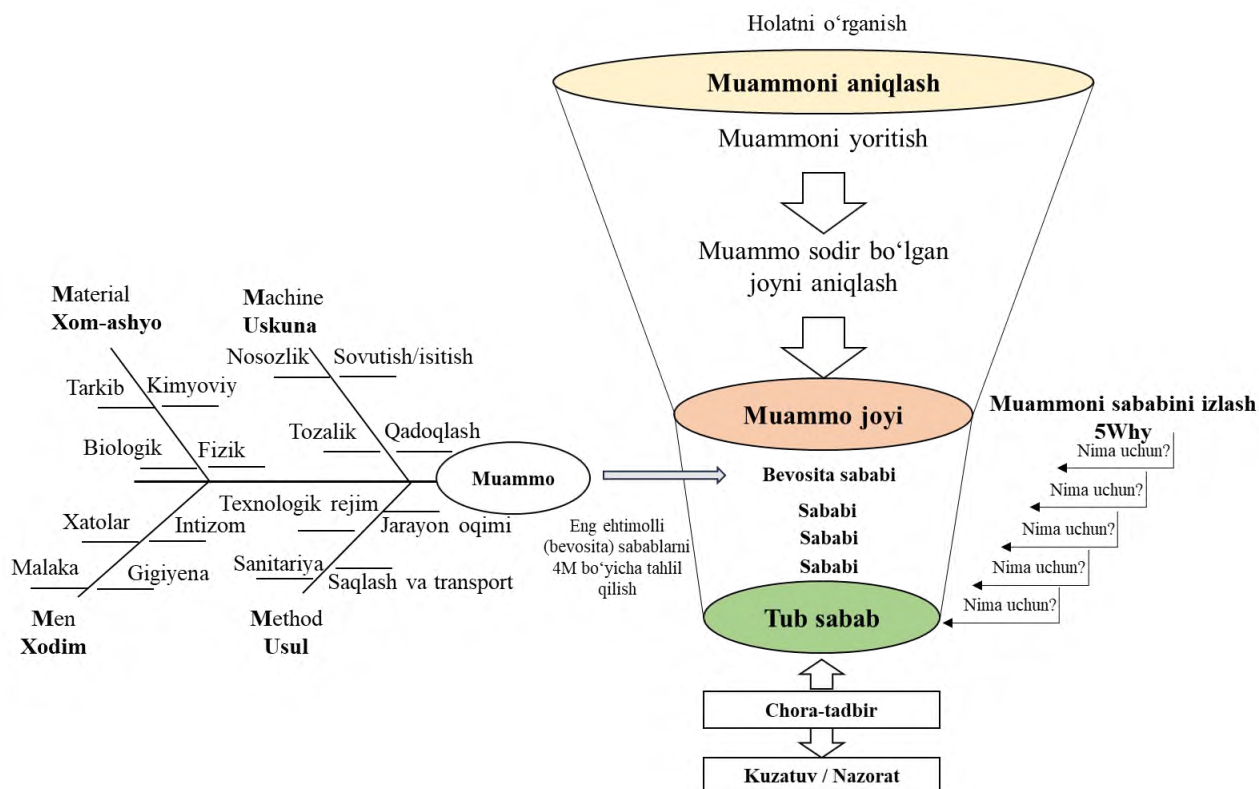 Holatni o‘rganish
Muammoni aniqlash
Muammoni yoritish
Muammo sodir bo‘lgan
joyni aniqlash
Material
Xom-ashyo
Machine
Uskuna
Nosozlik
Sovutish/isitish
Tarkib
Kimyoviy
Tozalik
Qadoqlash
Biologik
Fizik
Muammo
Texnologik rejim
Jarayon oqimi
Xatolar
Intizom
Sanitariya
Saqlash va transport
Malaka
Gigiyena
Men
Xodim
Method
Usul
Eng ehtimolli
(bevosita) sabablarni
4M bo‘yicha tahlil
qilish
Muammo joyi
Bevosita sababi
Sababi
Sababi
Sababi
Tub sabab
Muammoni sababini izlash
5Why
Nima uchun?
Nima uchun?
Nima uchun?
Nima uchun?
Nima uchun?
Chora-tadbir
Kuzatuv / Nazorat